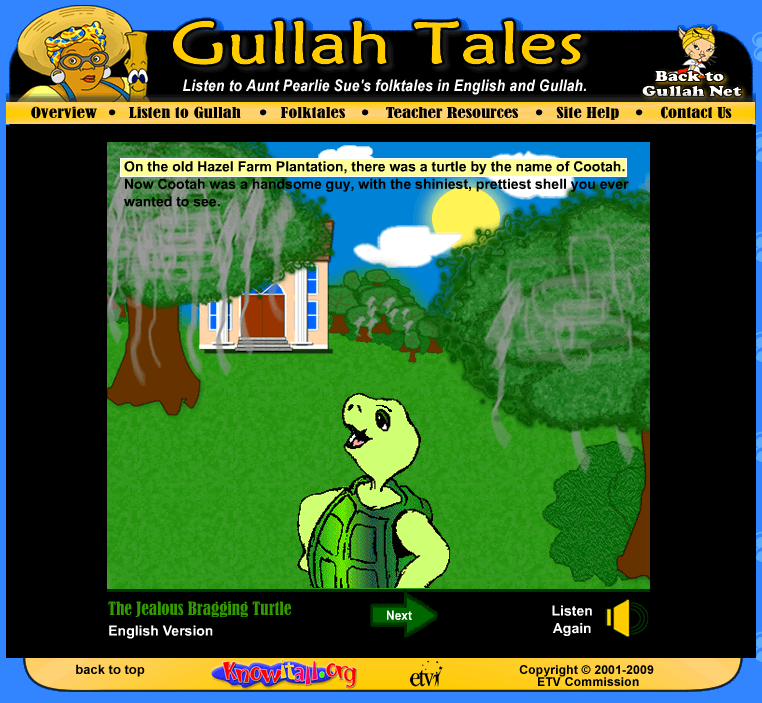 Gullah Tales
Listen to Aunt Pearlie Sue's folktales in English and Gullah.
Back to
Gullah Net
Overview • Listen to Gullah • Folktales • Teacher Resources • Site Help • Contact Us
On the old Hazel Farm Plantation, there was a turtle by the name of Cootah.
Now Cootah was a handsome guy, with the shiniest, prettiest shell you ever
wanted to see.
The Jealous Bragging Turtle
English Version
Next
Listen
Again
back to top
KnowItAll.org
etv
Copyright © 2001-2009
ETV Commission